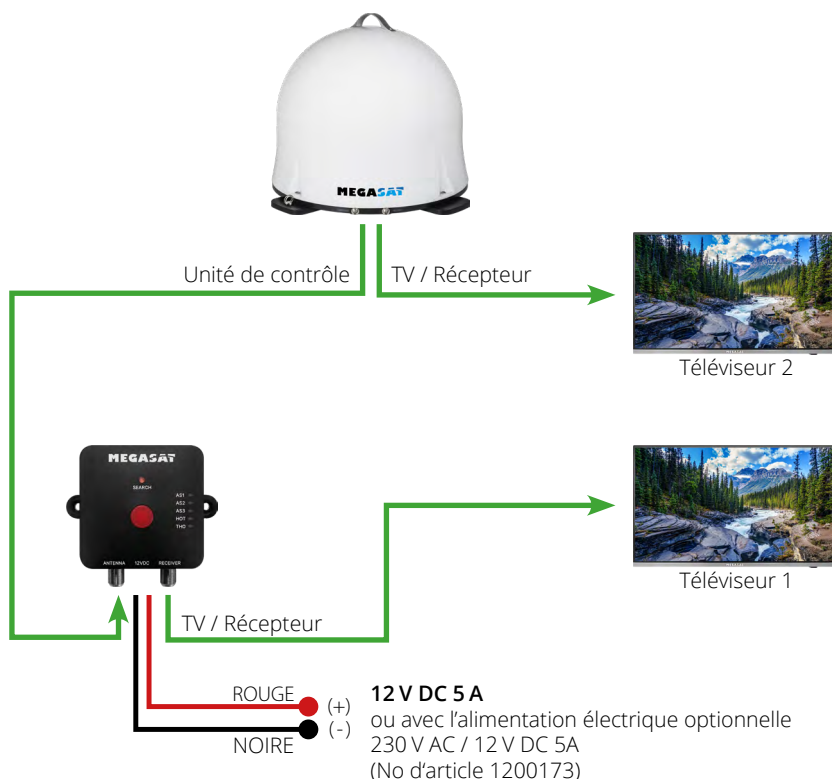 MEGASAT
Unité de contrôle
TV / Récepteur
Téléviseur 2
MEGASAT
SEARCH
AS1
AS2
AS3
HOT
THO
ANTENNA 12VDC RECEIVER
Téléviseur 1
TV / Récepteur
ROUGE
(+)
12 V DC 5 A
(-)
NOIRE
ou avec l’alimentation électrique optionnelle
230 V AC / 12 V DC 5A
(No d‘article 1200173)